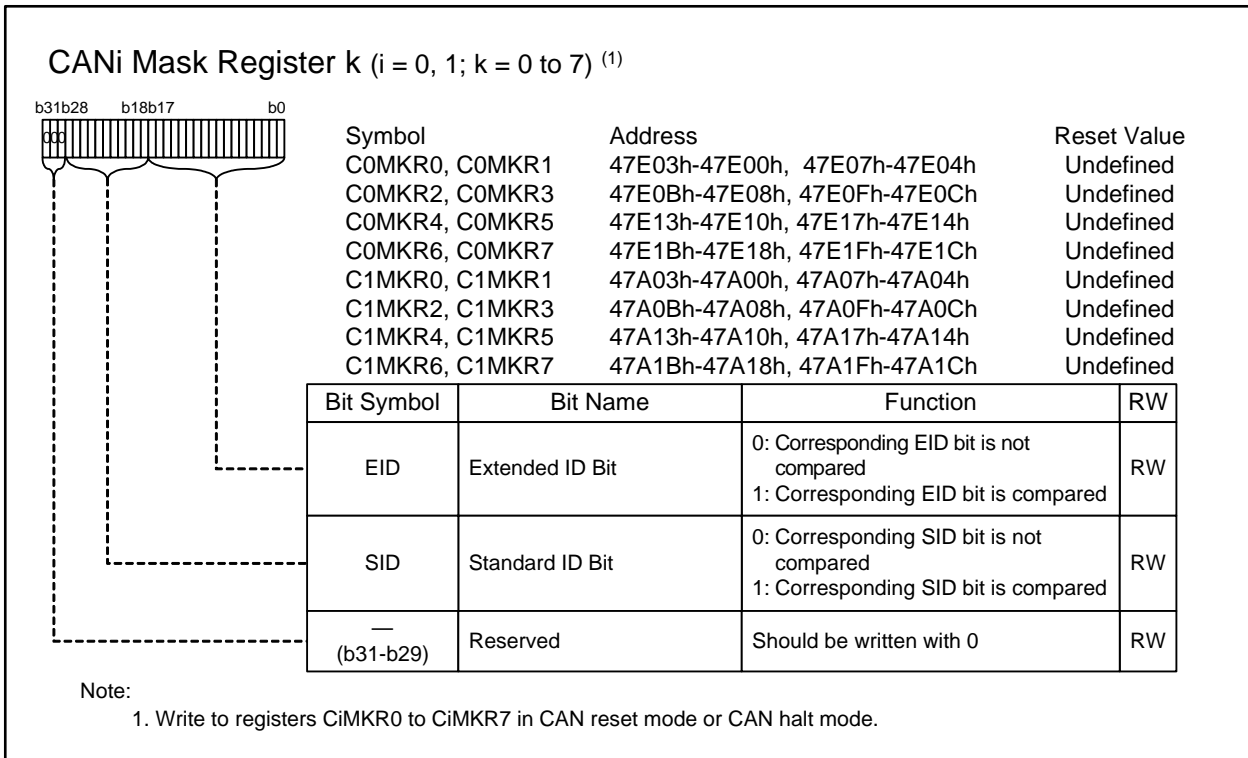 CANi Mask Register k (i = 0, 1; k = 0 to 7) (1)
b31b28 b18b17 b0
000
Symbol Address Reset Value
C0MKR0, C0MKR1 47E03h-47E00h, 47E07h-47E04h Undefined
C0MKR2, C0MKR3 47E0Bh-47E08h, 47E0Fh-47E0Ch Undefined
C0MKR4, C0MKR5 47E13h-47E10h, 47E17h-47E14h Undefined
C0MKR6, C0MKR7 47E1Bh-47E18h, 47E1Fh-47E1Ch Undefined
C1MKR0, C1MKR1 47A03h-47A00h, 47A07h-47A04h Undefined
C1MKR2, C1MKR3 47A0Bh-47A08h, 47A0Fh-47A0Ch Undefined
C1MKR4, C1MKR5 47A13h-47A10h, 47A17h-47A14h Undefined
C1MKR6, C1MKR7 47A1Bh-47A18h, 47A1Fh-47A1Ch Undefined
Bit Symbol Bit Name Function RW
EID Extended ID Bit 0: Corresponding EID bit is not
compared
1: Corresponding EID bit is compared RW
SID Standard ID Bit 0: Corresponding SID bit is not
compared
1: Corresponding SID bit is compared RW
—
(b31-b29) Reserved Should be written with 0 RW
Note:
1. Write to registers CiMKR0 to CiMKR7 in CAN reset mode or CAN halt mode.